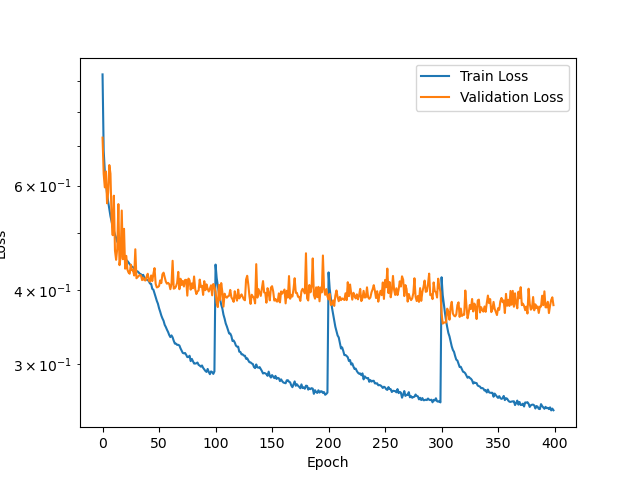 Train Loss
Validation Loss
6 × 10⁻¹
4 × 10⁻¹
3 × 10⁻¹
Loss
0 50 100 150 200 250 300 350 400
Epoch